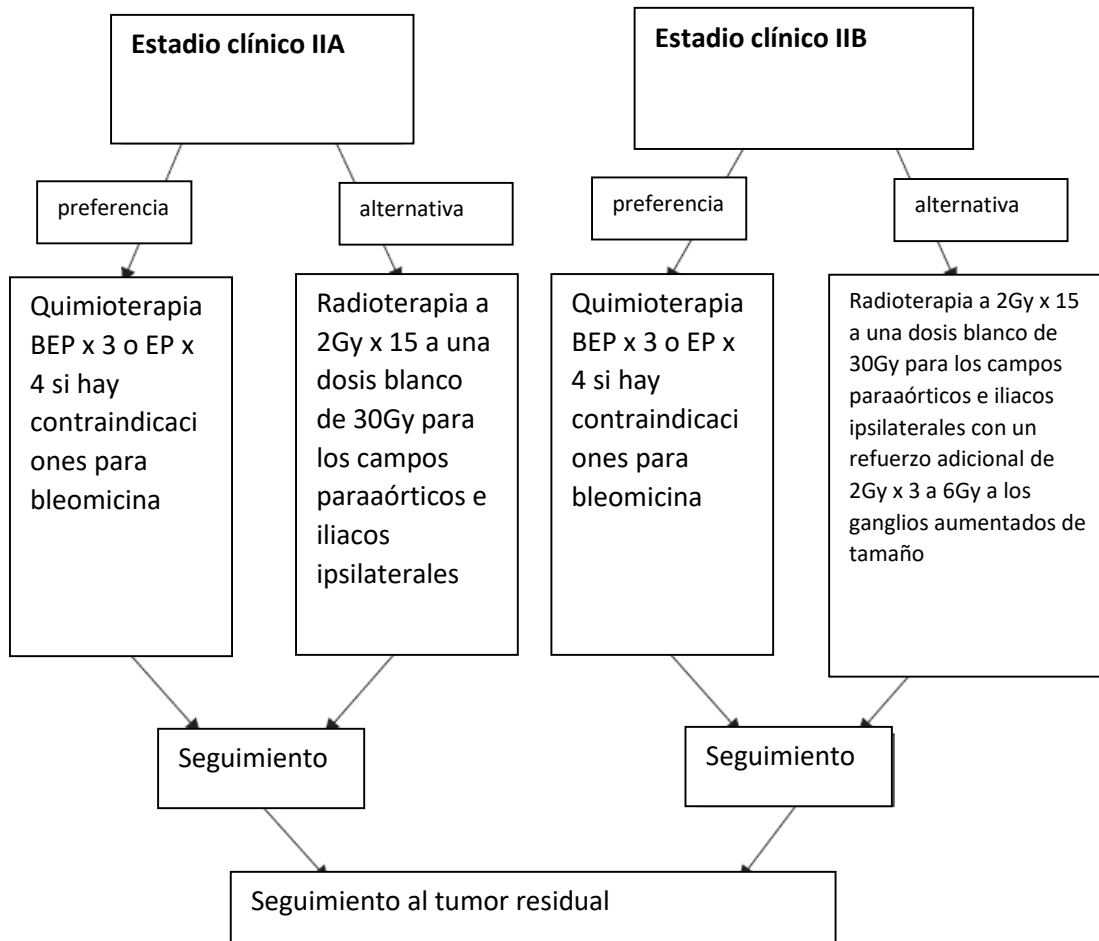 Estadio clínico IIA
Estadio clínico IIB
preferencia
alternativa
preferencia
alternativa
Quimioterapia
BEP x 3 o EP x
4 si hay
contraindicaci
ones para
bleomicina
Radioterapia a
2Gy x 15 a una
dosis blanco
de 30Gy para
los campos
paraaórticos e
iliacos
ipsilaterales
Quimioterapia
BEP x 3 o EP x
4 si hay
contraindicaci
ones para
bleomicina
Radioterapia a 2Gy x 15
a una dosis blanco de
30Gy para los campos
paraaórticos e iliacos
ipsilaterales con un
refuerzo adicional de
2Gy x 3 a 6Gy a los
ganglios aumentados de
tamaño
Seguimiento
Seguimiento
Seguimiento al tumor residual